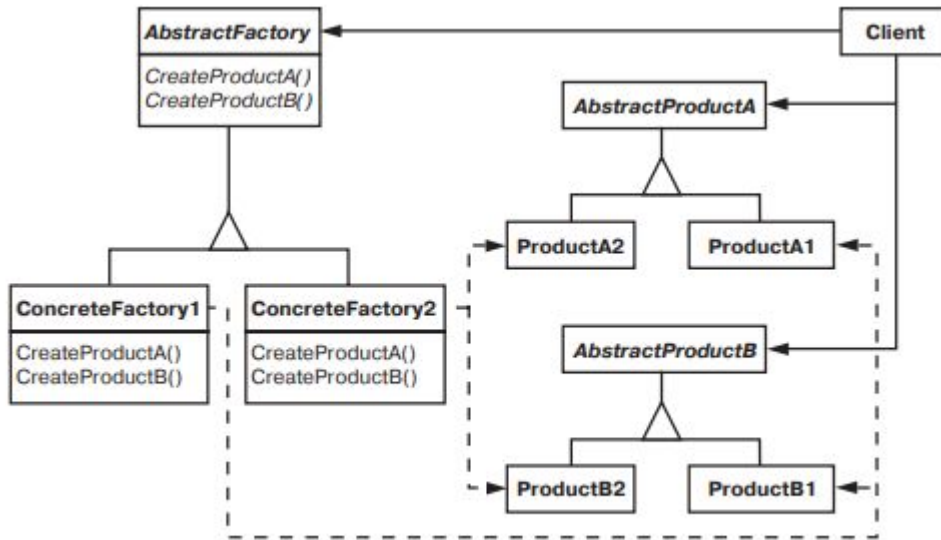 AbstractFactory
CreateProductA()
CreateProductB()
Client
AbstractProductA
ProductA2
ProductA1
ConcreteFactory1
CreateProductA()
CreateProductB()
ConcreteFactory2
CreateProductA()
CreateProductB()
AbstractProductB
ProductB2
ProductB1